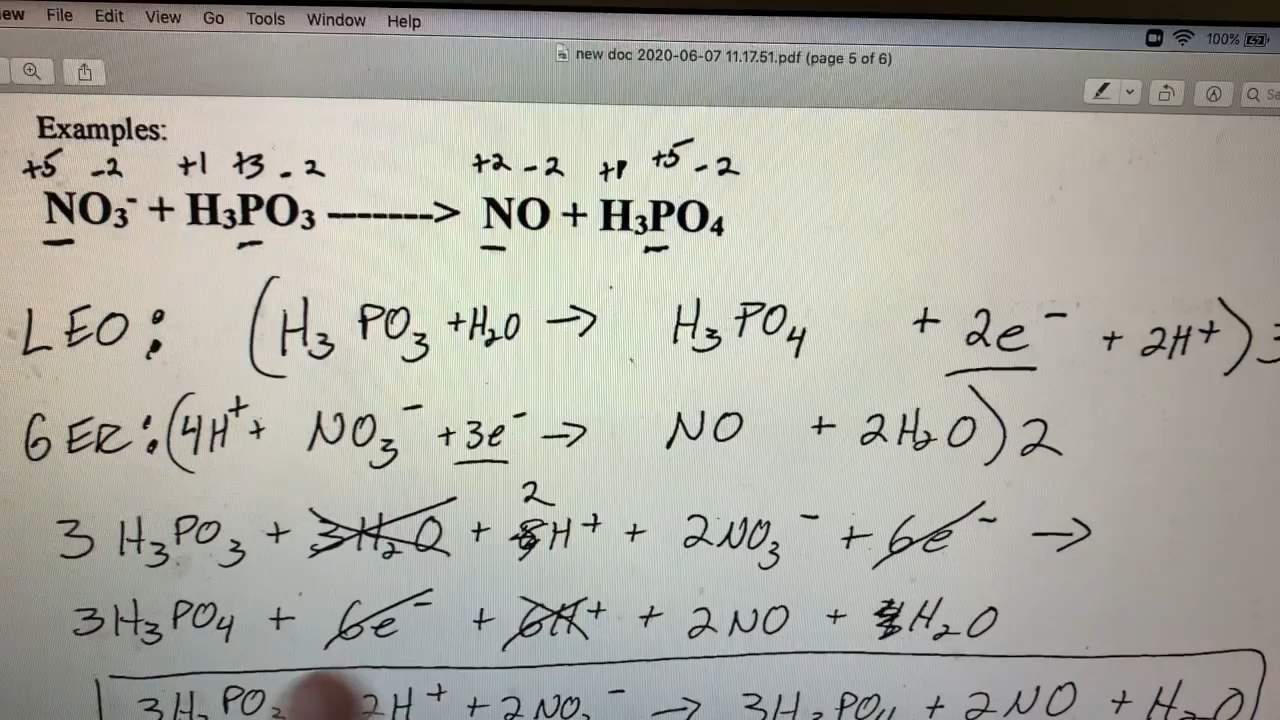 File Edit View Go Tools Window Help
100%
new doc 2020-06-07 11.17.51.pdf (page 5 of 6)
Examples:
+5 -2 +1 +3 -2 +2 -2 +1 +5 -2
NO₃⁻ + H₃PO₃ -------> NO + H₃PO₄
LEO: (H₃PO₃ + H₂O → H₃PO₄ + 2e⁻ + 2H⁺)3
GER: (4H⁺ + NO₃⁻ + 3e⁻ → NO + 2H₂O)2
2
3H₃PO₃ + 3H₂O + 8H⁺ + 2NO₃⁻ + 6e⁻ →
3H₃PO₄ + 6e⁻ + 6H⁺ + 2NO + H₂O
3H₃PO₃ 2H⁺ + 2NO₃⁻ → 3H₃PO₄ + 2NO + H₂O